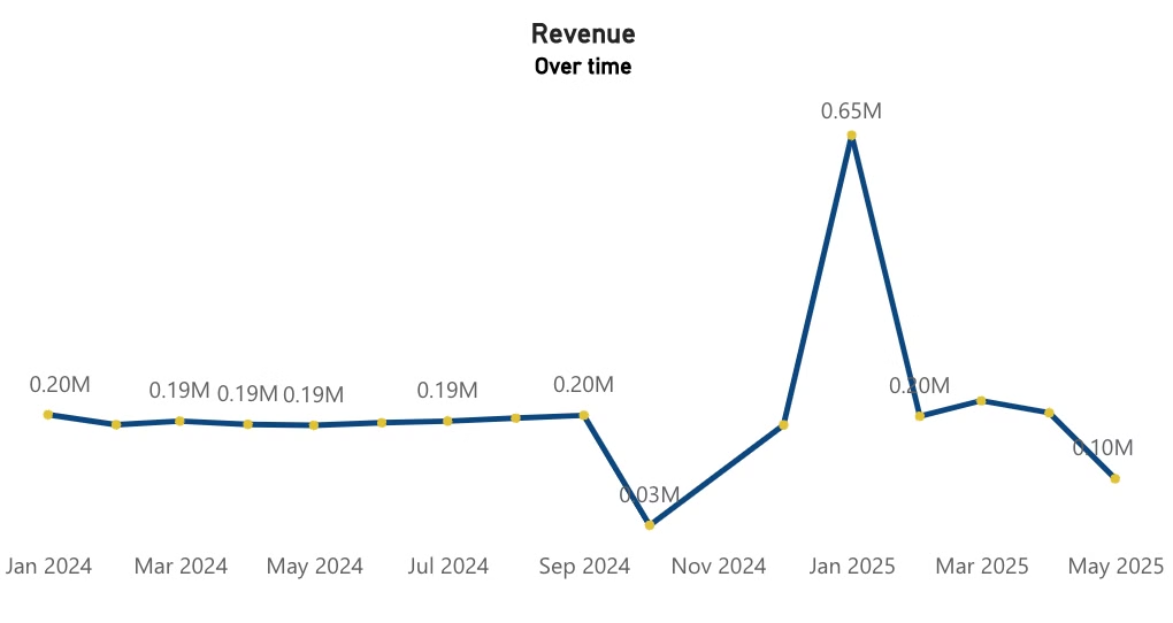 Revenue
Over time
0.65M
0.20M
0.19M
0.19M
0.19M
0.19M
0.20M
0.03M
0.20M
0.10M
Jan 2024
Mar 2024
May 2024
Jul 2024
Sep 2024
Nov 2024
Jan 2025
Mar 2025
May 2025